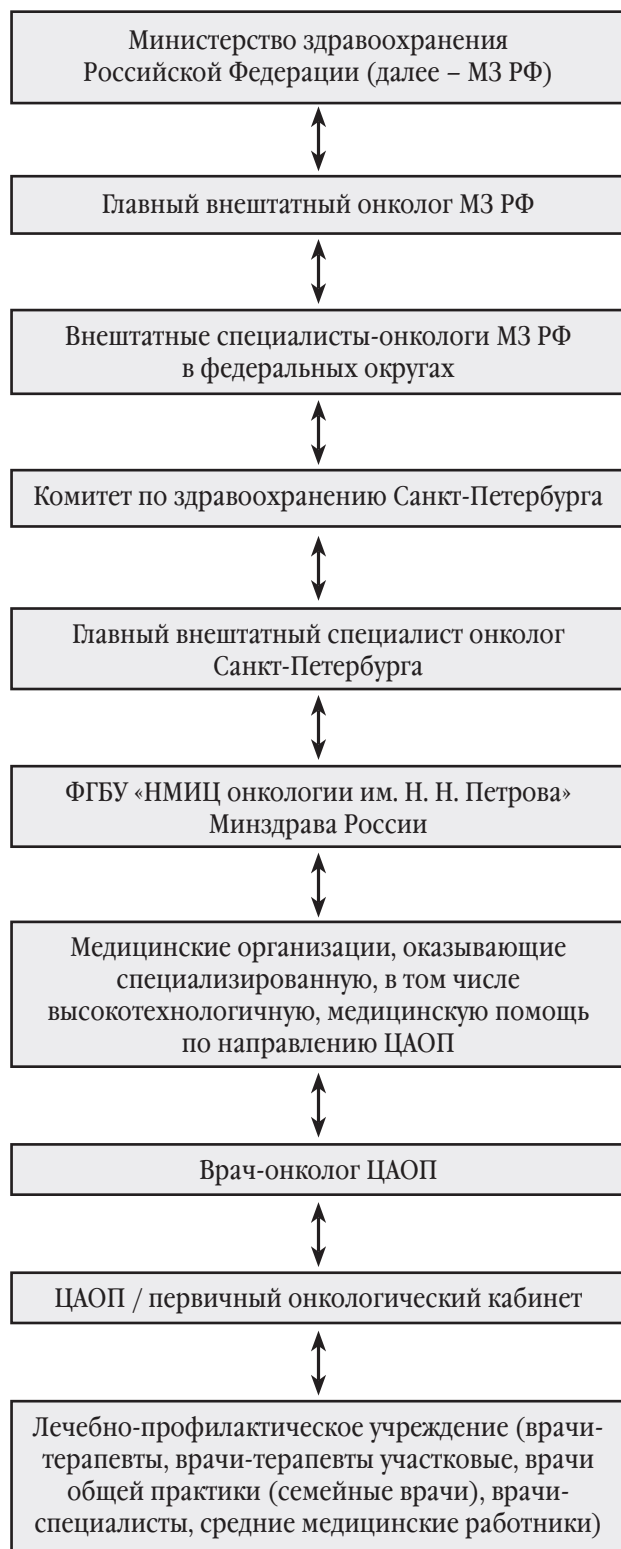 Министерство здравоохранения
Российской Федерации (далее – МЗ РФ)
Главный внештатный онколог МЗ РФ
Внештатные специалисты-онкологи МЗ РФ
в федеральных округах
Комитет по здравоохранению Санкт-Петербурга
Главный внештатный специалист онколог
Санкт-Петербурга
ФГБУ «НМИЦ онкологии им. Н. Н. Петрова»
Минздрава России
Медицинские организации, оказывающие
специализированную, в том числе
высокотехнологичную, медицинскую помощь
по направлению ЦАОП
Врач-онколог ЦАОП
ЦАОП / первичный онкологический кабинет
Лечебно-профилактическое учреждение (врачи-
терапевты, врачи-терапевты участковые, врачи
общей практики (семейные врачи), врачи-
специалисты, средние медицинские работники)